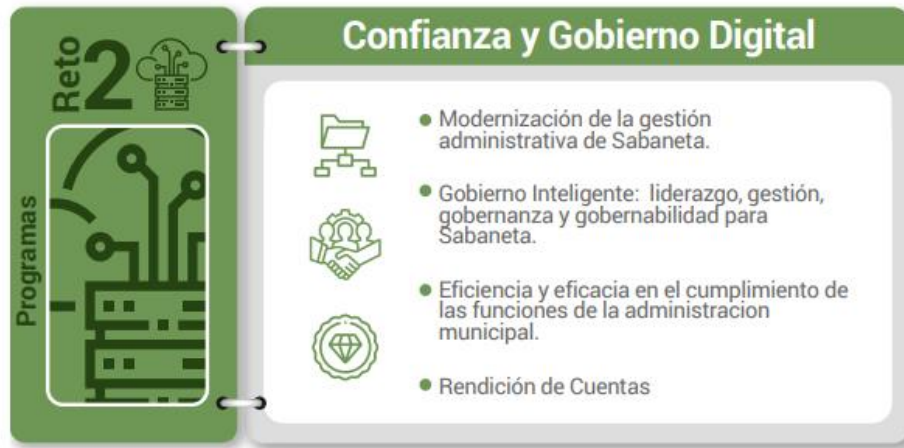 Reto
2
Programas
Confianza y Gobierno Digital
● Modernización de la gestión
administrativa de Sabaneta.
● Gobierno Inteligente: liderazgo, gestión,
gobernanza y gobernabilidad para
Sabaneta.
● Eficiencia y eficacia en el cumplimiento de
las funciones de la administracion
municipal.
● Rendición de Cuentas